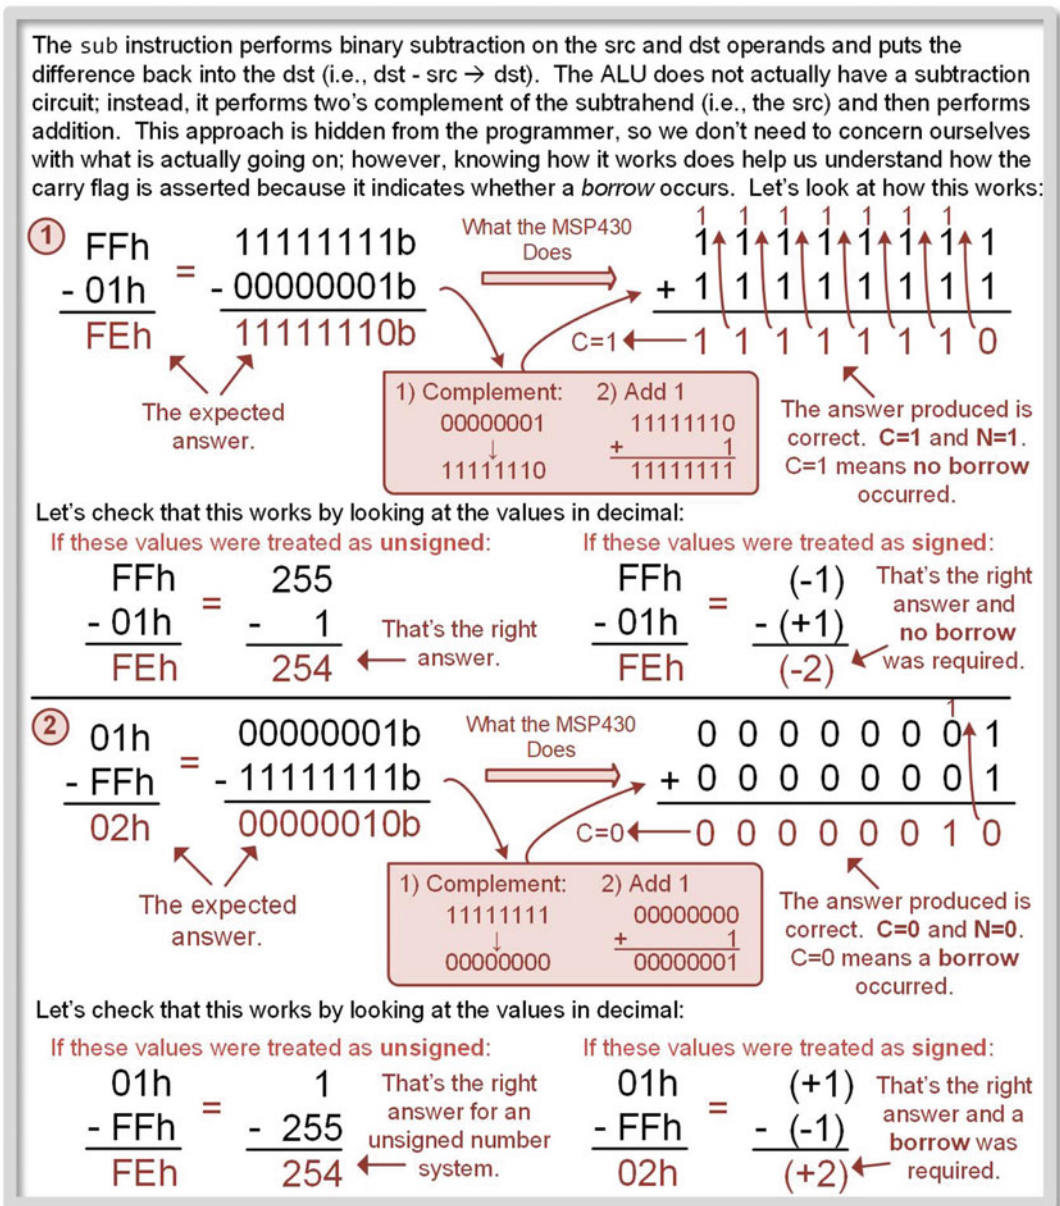 The sub instruction performs binary subtraction on the src and dst operands and puts the
difference back into the dst (i.e., dst - src → dst). The ALU does not actually have a subtraction
circuit; instead, it performs two's complement of the subtrahend (i.e., the src) and then performs
addition. This approach is hidden from the programmer, so we don't need to concern ourselves
with what is actually going on; however, knowing how it works does help us understand how the
carry flag is asserted because it indicates whether a borrow occurs. Let's look at how this works:
1
FFh
- 01h
FEh
=
11111111b
- 00000001b
11111110b
The expected
answer.
What the MSP430
Does
1 1 1 1 1 1 1
1 1 1 1 1 1 1 1
+ 1 1 1 1 1 1 1 1
C=1 ← 1 1 1 1 1 1 1 0
1) Complement:
00000001
↓
11111110
2) Add 1
11111110
+ 1
11111111
The answer produced is
correct. C=1 and N=1.
C=1 means no borrow
occurred.
Let's check that this works by looking at the values in decimal:
If these values were treated as unsigned:
FFh
- 01h
FEh
=
255
- 1
254
That's the right
answer.
If these values were treated as signed:
FFh
- 01h
FEh
=
(-1)
- (+1)
(-2)
That's the right
answer and
no borrow
was required.
2
01h
- FFh
02h
=
00000001b
- 11111111b
00000010b
The expected
answer.
What the MSP430
Does
1
0 0 0 0 0 0 0 1
+ 0 0 0 0 0 0 0 1
C=0 ← 0 0 0 0 0 0 1 0
1) Complement:
11111111
↓
00000000
2) Add 1
00000000
+ 1
00000001
The answer produced is
correct. C=0 and N=0.
C=0 means a borrow
occurred.
Let's check that this works by looking at the values in decimal:
If these values were treated as unsigned:
01h
- FFh
FEh
=
1
- 255
254
That's the right
answer for an
unsigned number
system.
If these values were treated as signed:
01h
- FFh
02h
=
(+1)
- (-1)
(+2)
That's the right
answer and a
borrow was
required.